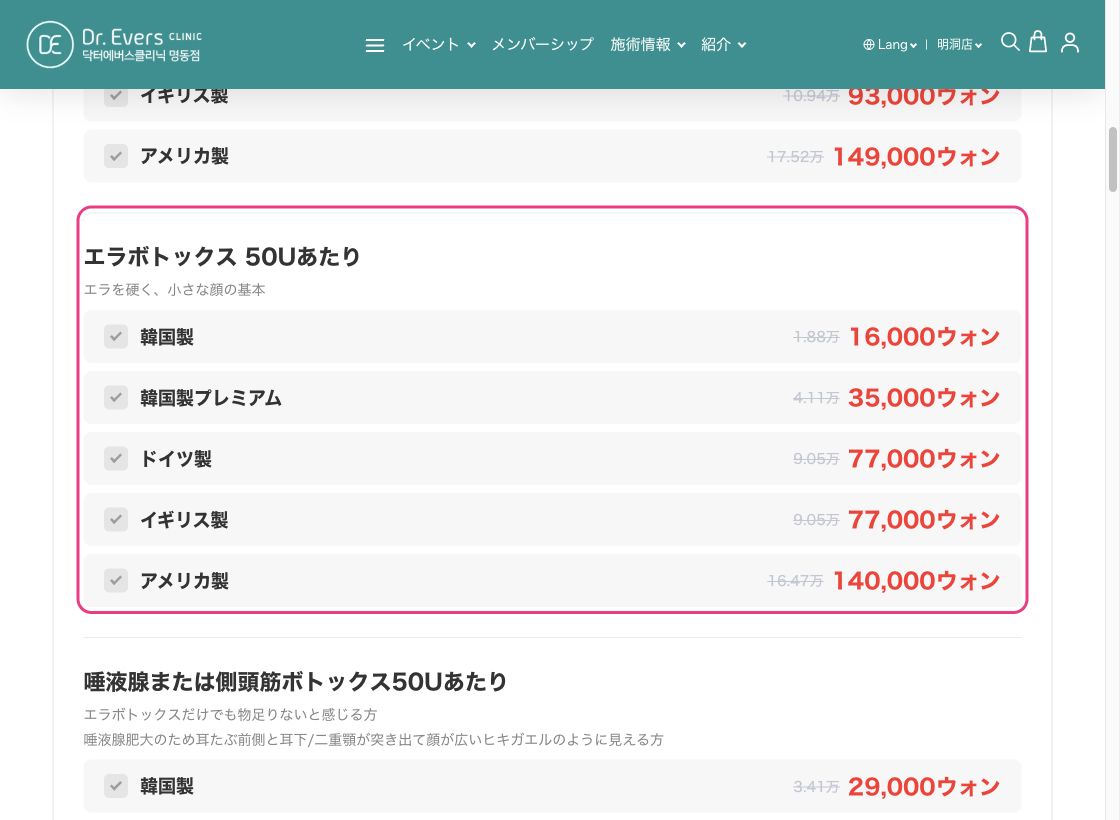 Dr. Evers CLINIC
닥터에버스클리닉 명동점
イベント メンバーシップ 施術情報 紹介
Lang | 明洞店
イギリス製 10.94万 93,000ウォン
アメリカ製 17.52万 149,000ウォン
エラボトックス 50Uあたり
エラを硬く、小さな顔の基本
韓国製 1.88万 16,000ウォン
韓国製プレミアム 4.11万 35,000ウォン
ドイツ製 9.05万 77,000ウォン
イギリス製 9.05万 77,000ウォン
アメリカ製 16.47万 140,000ウォン
唾液腺または側頭筋ボトックス50Uあたり
エラボトックスだけでも物足りないと感じる方
唾液腺肥大のため耳たぶ前側と耳下/二重顎が突き出て顔が広いヒキガエルのように見える方
韓国製 3.41万 29,000ウォン